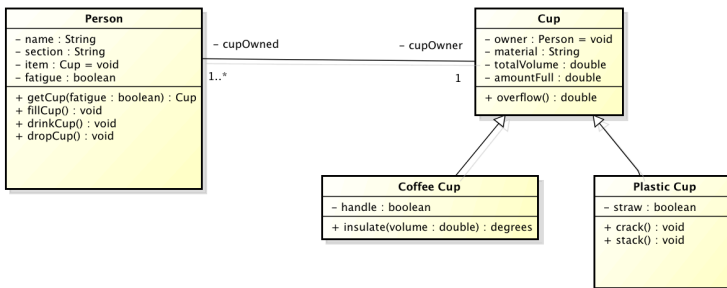 Person
- name : String
- section : String
- item : Cup = void
- fatigue : boolean
+ getCup(fatigue : boolean) : Cup
+ fillCup() : void
+ drinkCup() : void
+ dropCup() : void
- cupOwned
1..*
- cupOwner
1
Cup
- owner : Person = void
- material : String
- totalVolume : double
- amountFull : double
+ overflow() : double
Coffee Cup
- handle : boolean
+ insulate(volume : double) : degrees
Plastic Cup
- straw : boolean
+ crack() : void
+ stack() : void